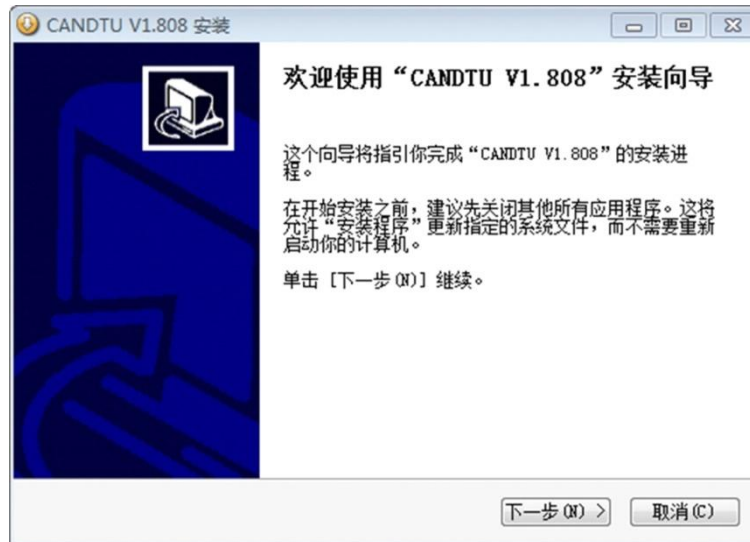 CANDTU V1.808 安装
欢迎使用“CANDTU V1.808”安装向导
这个向导将指引你完成“CANDTU V1.808”的安装进
程。
在开始安装之前，建议先关闭其他所有应用程序。这将
允许“安装程序”更新指定的系统文件，而不需要重新
启动你的计算机。
单击 [下一步(N)] 继续。
下一步(N) >
取消(C)